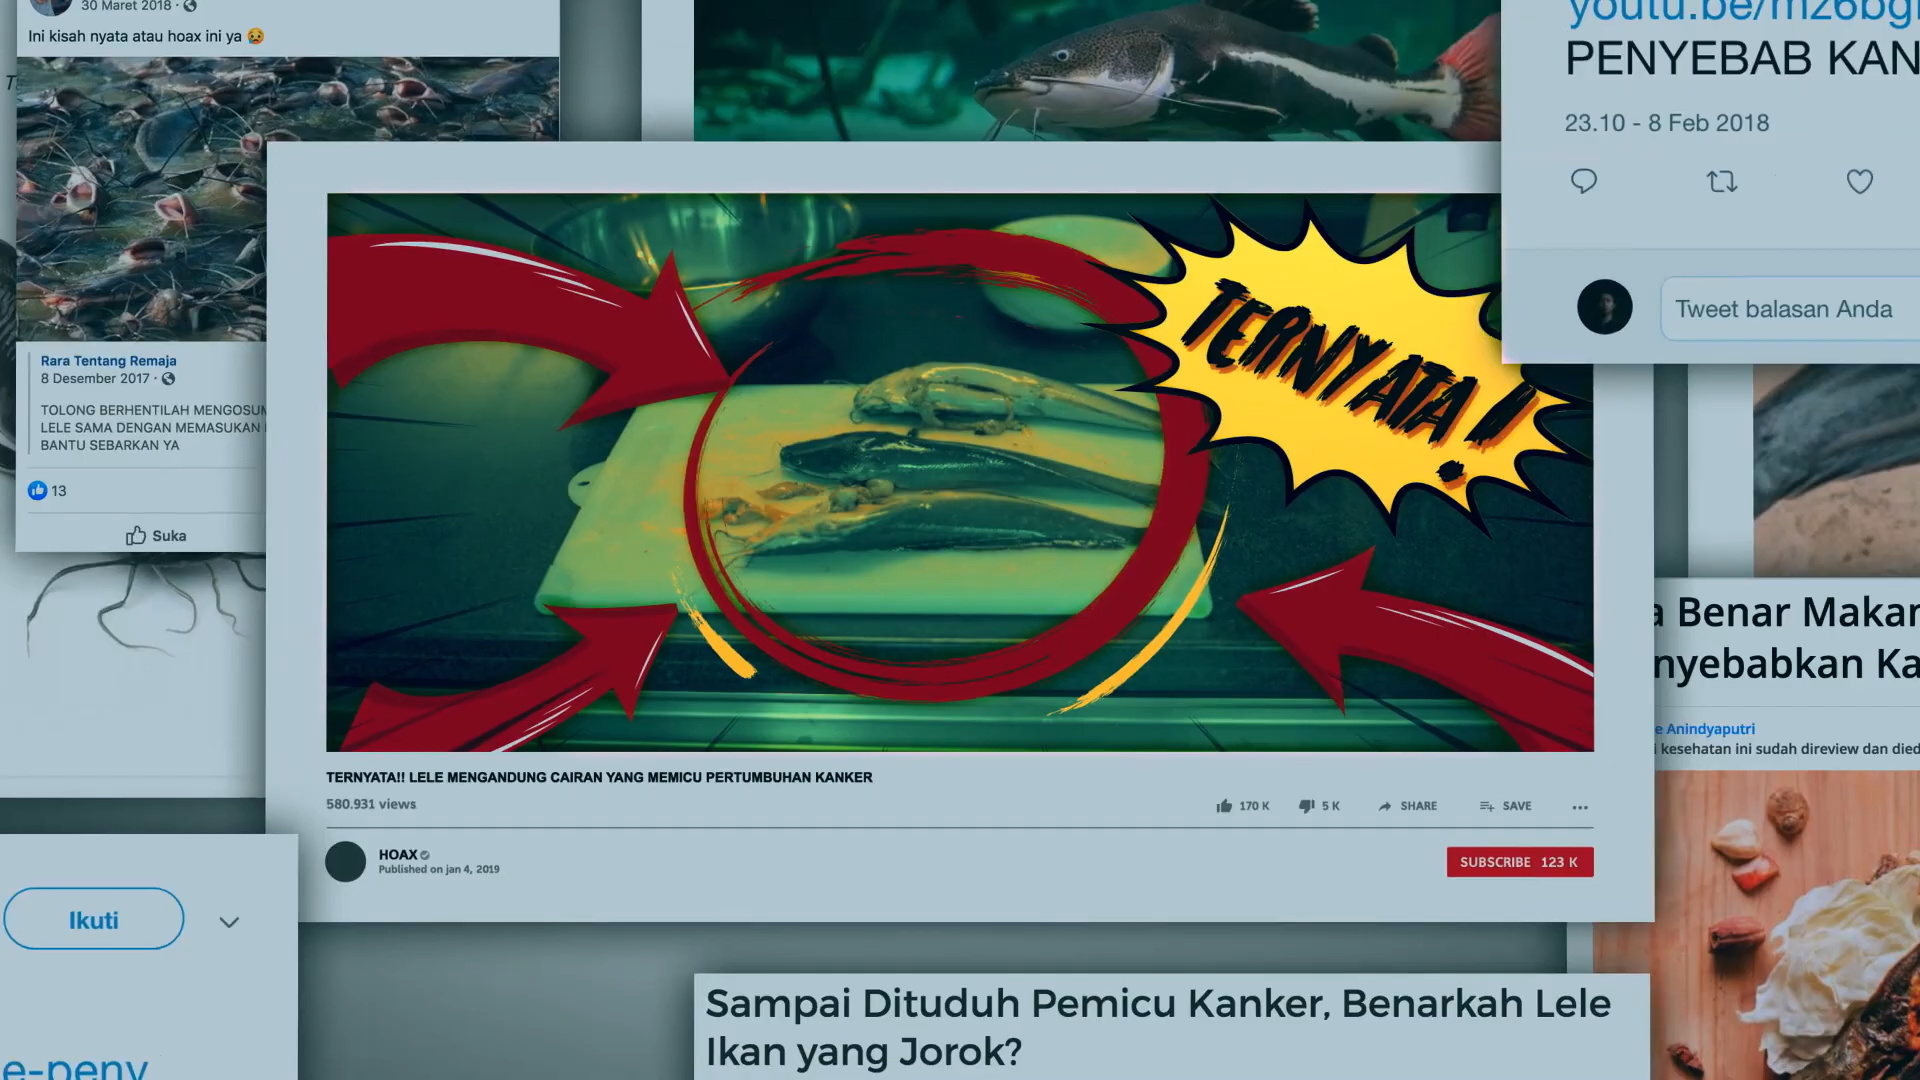 30 Maret 2018 ·
Ini kisah nyata atau hoax ini ya
Rara Tentang Remaja
8 Desember 2017 ·
TOLONG BERHENTILAH MENGOSUM
LELE SAMA DENGAN MEMASUKAN
BANTU SEBARKAN YA
13
Suka
PENYEBAB KAN
23.10 - 8 Feb 2018
Tweet balasan Anda
TERNYATA!
TERNYATA!! LELE MENGANDUNG CAIRAN YANG MEMICU PERTUMBUHAN KANKER
580.931 views
170 K
5 K
SHARE
SAVE
HOAX
Published on jan 4, 2019
SUBSCRIBE 123 K
a Benar Makan
nyebabkan Ka
e Anindyaputri
i kesehatan ini sudah direview dan died
Ikuti
e-peny
Sampai Dituduh Pemicu Kanker, Benarkah Lele
Ikan yang Jorok?